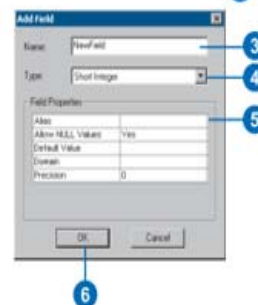 Add Field
Name: NewField
3
Type: Short Integer
4
Field Properties
Alias
5
Allow NULL Values Yes
Default Value
Domain
Precision 0
OK Cancel
6